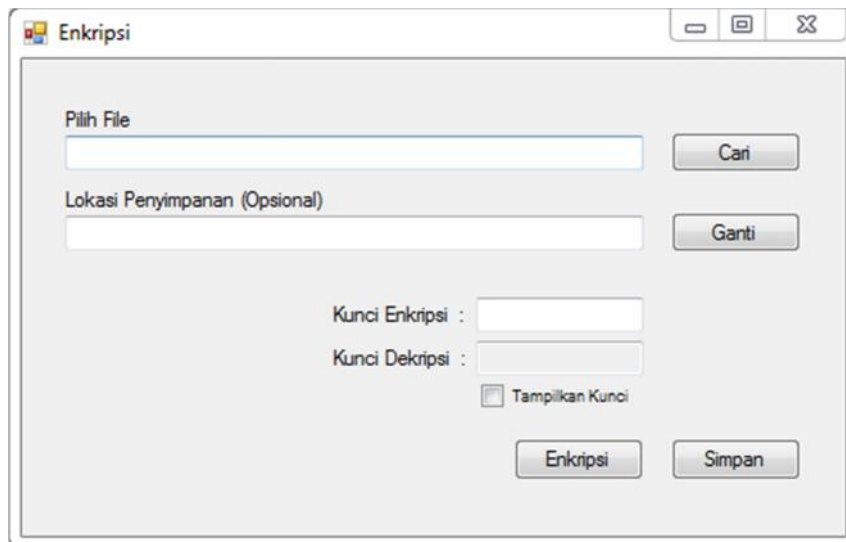 Enkripsi
Pilih File
Cari
Lokasi Penyimpanan (Opsional)
Ganti
Kunci Enkripsi :
Kunci Dekripsi :
Tampilkan Kunci
Enkripsi Simpan